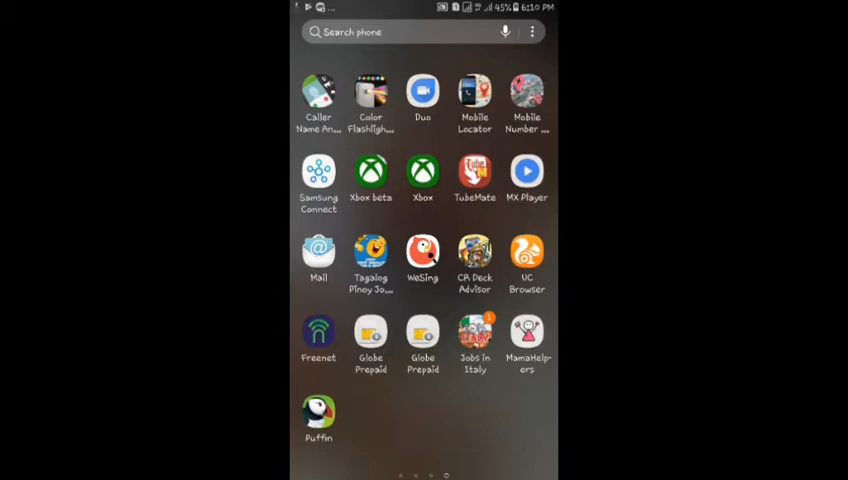 ... 45% 6:10 PM
Search phone
Caller Name An...
Color Flashligh...
Duo
Mobile Locator
Mobile Number ...
Samsung Connect
Xbox beta
Xbox
TubeMate
MX Player
Mail
Tagalog Pinoy Jo...
WeSing
CR Deck Advisor
UC Browser
Freenet
Globe Prepaid
Globe Prepaid
Jobs in Italy
MamaHelp-ers
Puffin